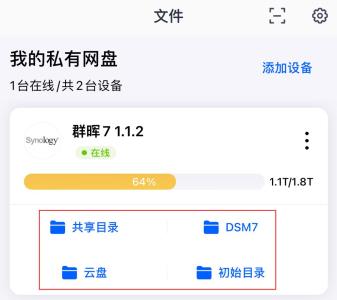 文件
我的私有网盘
添加设备
1台在线/共2台设备
Synology
群晖7 1.1.2
在线
64%
1.1T/1.8T
共享目录
DSM7
云盘
初始目录